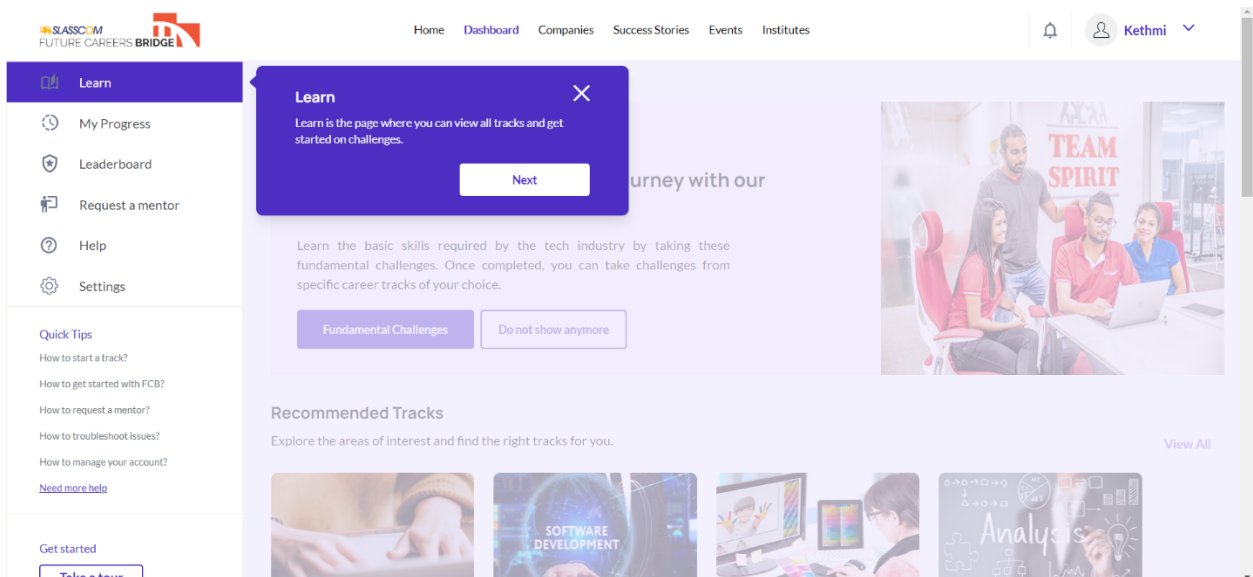 SLASSCOM
FUTURE CAREERS BRIDGE
Home Dashboard Companies Success Stories Events Institutes
Kethmi
Learn
My Progress
Leaderboard
Request a mentor
Help
Settings
Quick Tips
How to start a track?
How to get started with FCB?
How to request a mentor?
How to troubleshoot issues?
How to manage your account?
Need more help
Get started
Take a tour
Learn
Learn is the page where you can view all tracks and get
started on challenges.
Next
urney with our
Learn the basic skills required by the tech industry by taking these
fundamental challenges. Once completed, you can take challenges from
specific career tracks of your choice.
Fundamental Challenges Do not show anymore
TEAM
SPIRIT
Recommended Tracks
Explore the areas of interest and find the right tracks for you.
View All
SOFTWARE
DEVELOPMENT
Analysis